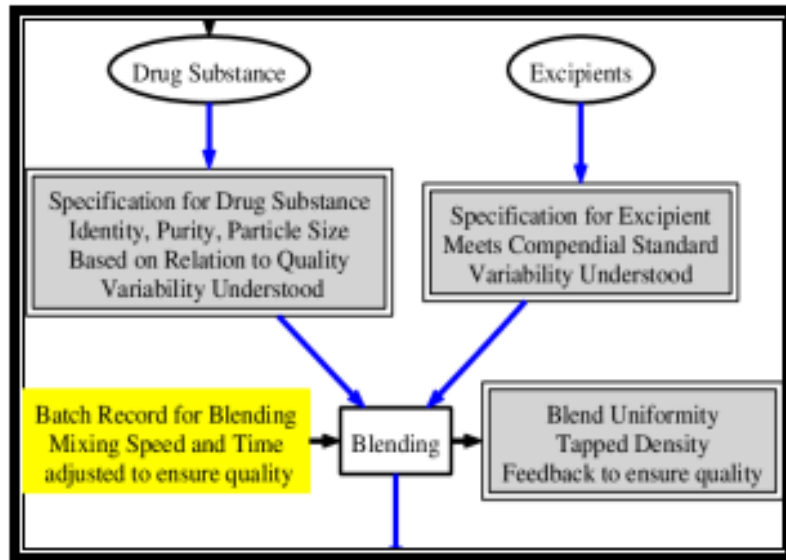 Drug Substance
Excipients
Specification for Drug Substance
Identity, Purity, Particle Size
Based on Relation to Quality
Variability Understood
Specification for Excipient
Meets Compendial Standard
Variability Understood
Batch Record for Blending
Mixing Speed and Time
adjusted to ensure quality
Blending
Blend Uniformity
Tapped Density
Feedback to ensure quality